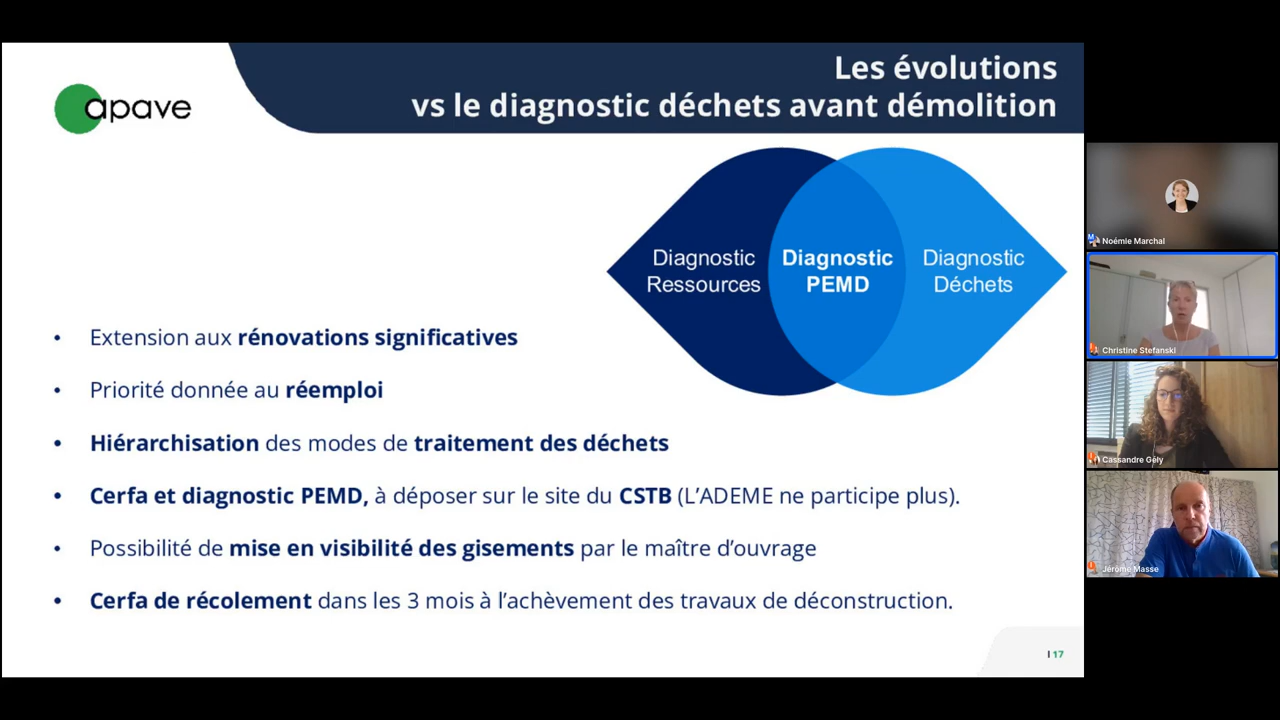 apave
Les évolutions
vs le diagnostic déchets avant démolition
Diagnostic
Ressources
Diagnostic
PEMD
Diagnostic
Déchets
• Extension aux rénovations significatives
• Priorité donnée au réemploi
• Hiérarchisation des modes de traitement des déchets
• Cerfa et diagnostic PEMD, à déposer sur le site du CSTB (L’ADEME ne participe plus).
• Possibilité de mise en visibilité des gisements par le maître d’ouvrage
• Cerfa de récolement dans les 3 mois à l’achèvement des travaux de déconstruction.
I 17
Noémie Marchal
Christine Stefanski
Cassandre Gély
Jérôme Masse